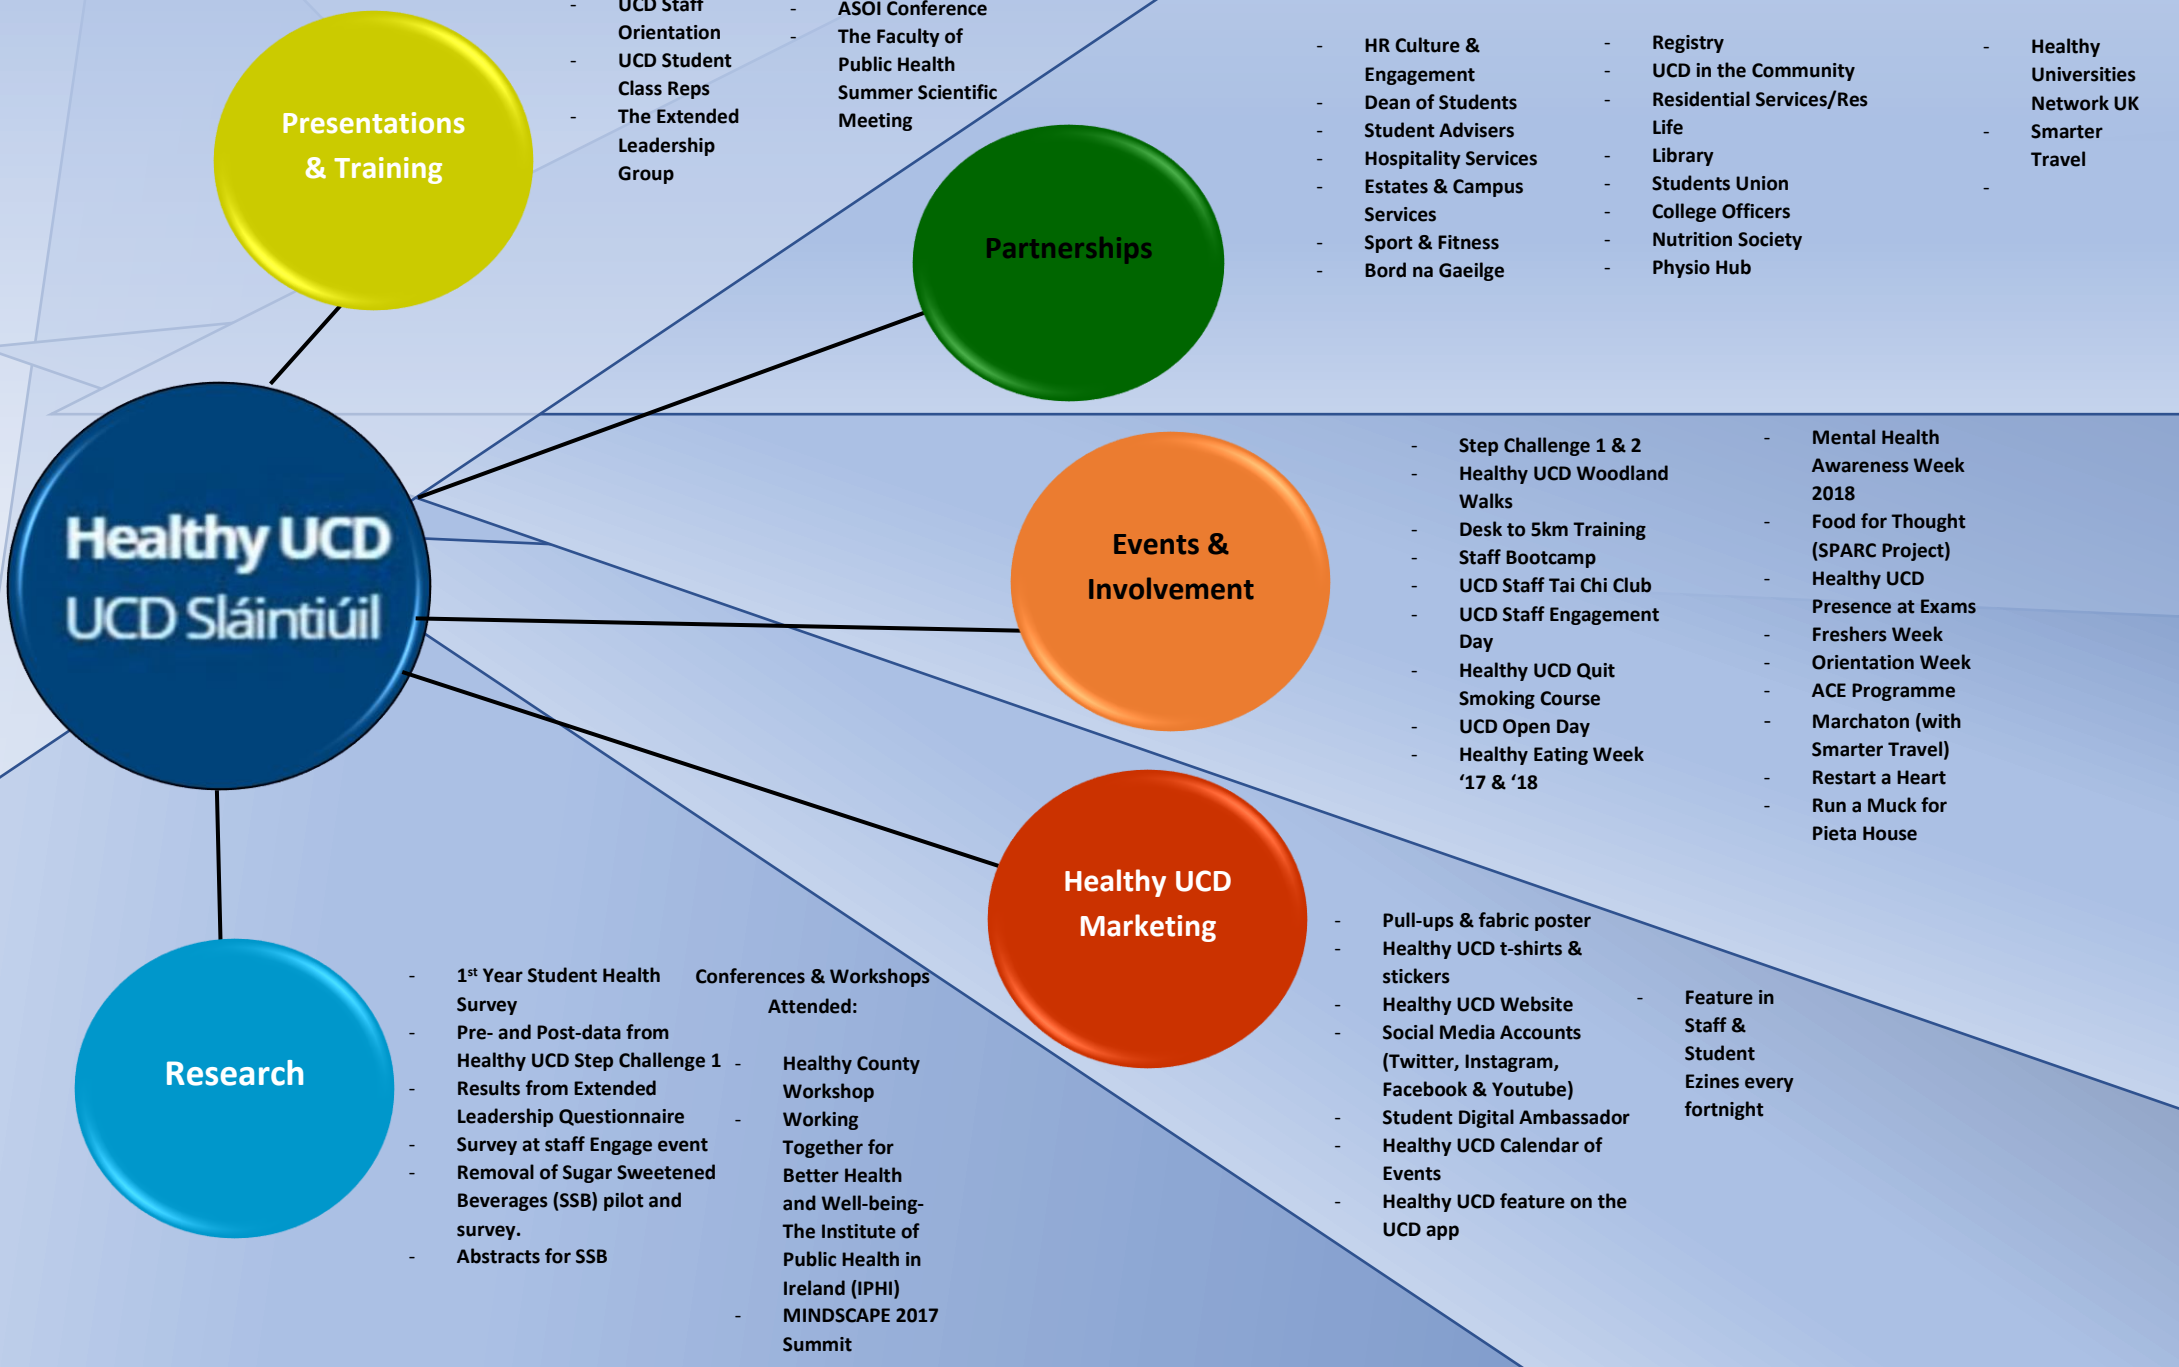 - UCD Staff
Orientation
- UCD Student
Class Reps
- The Extended
Leadership
Group
- ASOI Conference
- The Faculty of
Public Health
Summer Scientific
Meeting
Presentations
& Training
Partnerships
- HR Culture &
Engagement
- Dean of Students
- Student Advisers
- Hospitality Services
- Estates & Campus
Services
- Sport & Fitness
- Bord na Gaeilge
- Registry
- UCD in the Community
- Residential Services/Res
Life
- Library
- Students Union
- College Officers
- Nutrition Society
- Physio Hub
- Healthy
Universities
Network UK
- Smarter
Travel
-
Healthy UCD
UCD Sláintiúil
Events &
Involvement
- Step Challenge 1 & 2
- Healthy UCD Woodland
Walks
- Desk to 5km Training
- Staff Bootcamp
- UCD Staff Tai Chi Club
- UCD Staff Engagement
Day
- Healthy UCD Quit
Smoking Course
- UCD Open Day
- Healthy Eating Week
‘17 & ‘18
- Mental Health
Awareness Week
2018
- Food for Thought
(SPARC Project)
- Healthy UCD
Presence at Exams
- Freshers Week
- Orientation Week
- ACE Programme
- Marchaton (with
Smarter Travel)
- Restart a Heart
- Run a Muck for
Pieta House
Healthy UCD
Marketing
- Pull-ups & fabric poster
- Healthy UCD t-shirts &
stickers
- Healthy UCD Website
- Social Media Accounts
(Twitter, Instagram,
Facebook & Youtube)
- Student Digital Ambassador
- Healthy UCD Calendar of
Events
- Healthy UCD feature on the
UCD app
- Feature in
Staff &
Student
Ezines every
fortnight
Research
- 1st Year Student Health
Survey
- Pre- and Post-data from
Healthy UCD Step Challenge 1
- Results from Extended
Leadership Questionnaire
- Survey at staff Engage event
- Removal of Sugar Sweetened
Beverages (SSB) pilot and
survey.
- Abstracts for SSB
Conferences & Workshops
Attended:
- Healthy County
Workshop
- Working
Together for
Better Health
and Well-being-
The Institute of
Public Health in
Ireland (IPHI)
- MINDSCAPE 2017
Summit